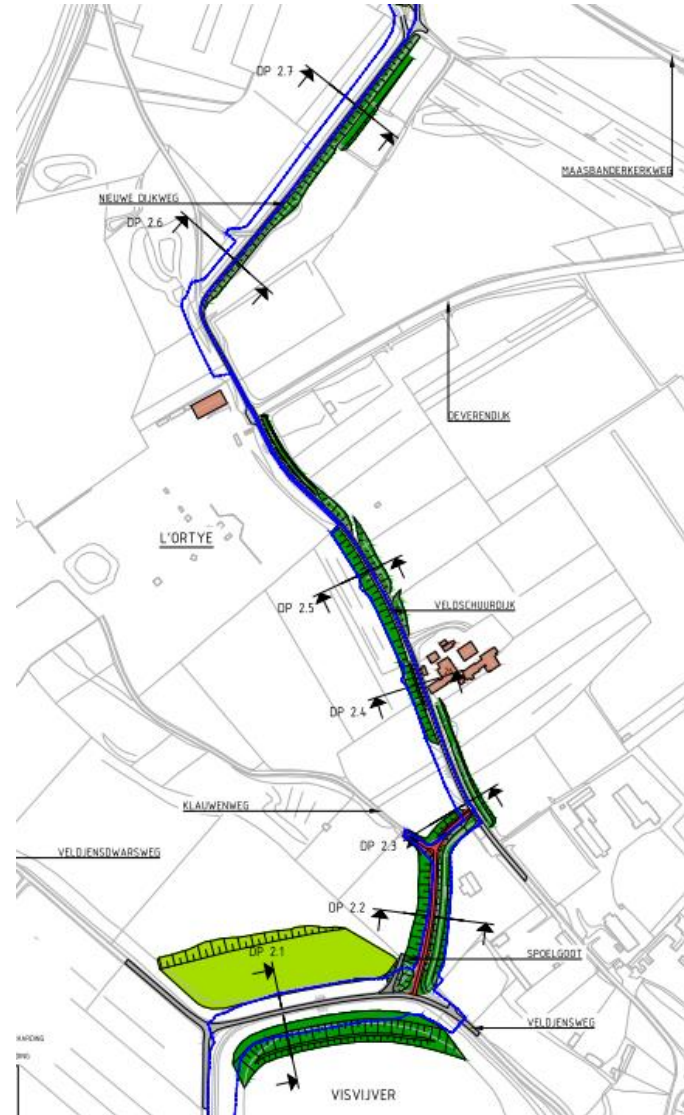 DP 2.7
MAASBANDERKERKWEG
NIEUWE DIJKWEG
DP 2.6
DEVERENDIJK
L'ORTYE
DP 2.5
VELDSCHUURDIJK
DP 2.4
KLAUWENWEG
DP 2.3
VELDJENSDWARSWEG
DP 2.2
DP 2.1
SPOELGOOT
VELDJENSWEG
VISVIJVER